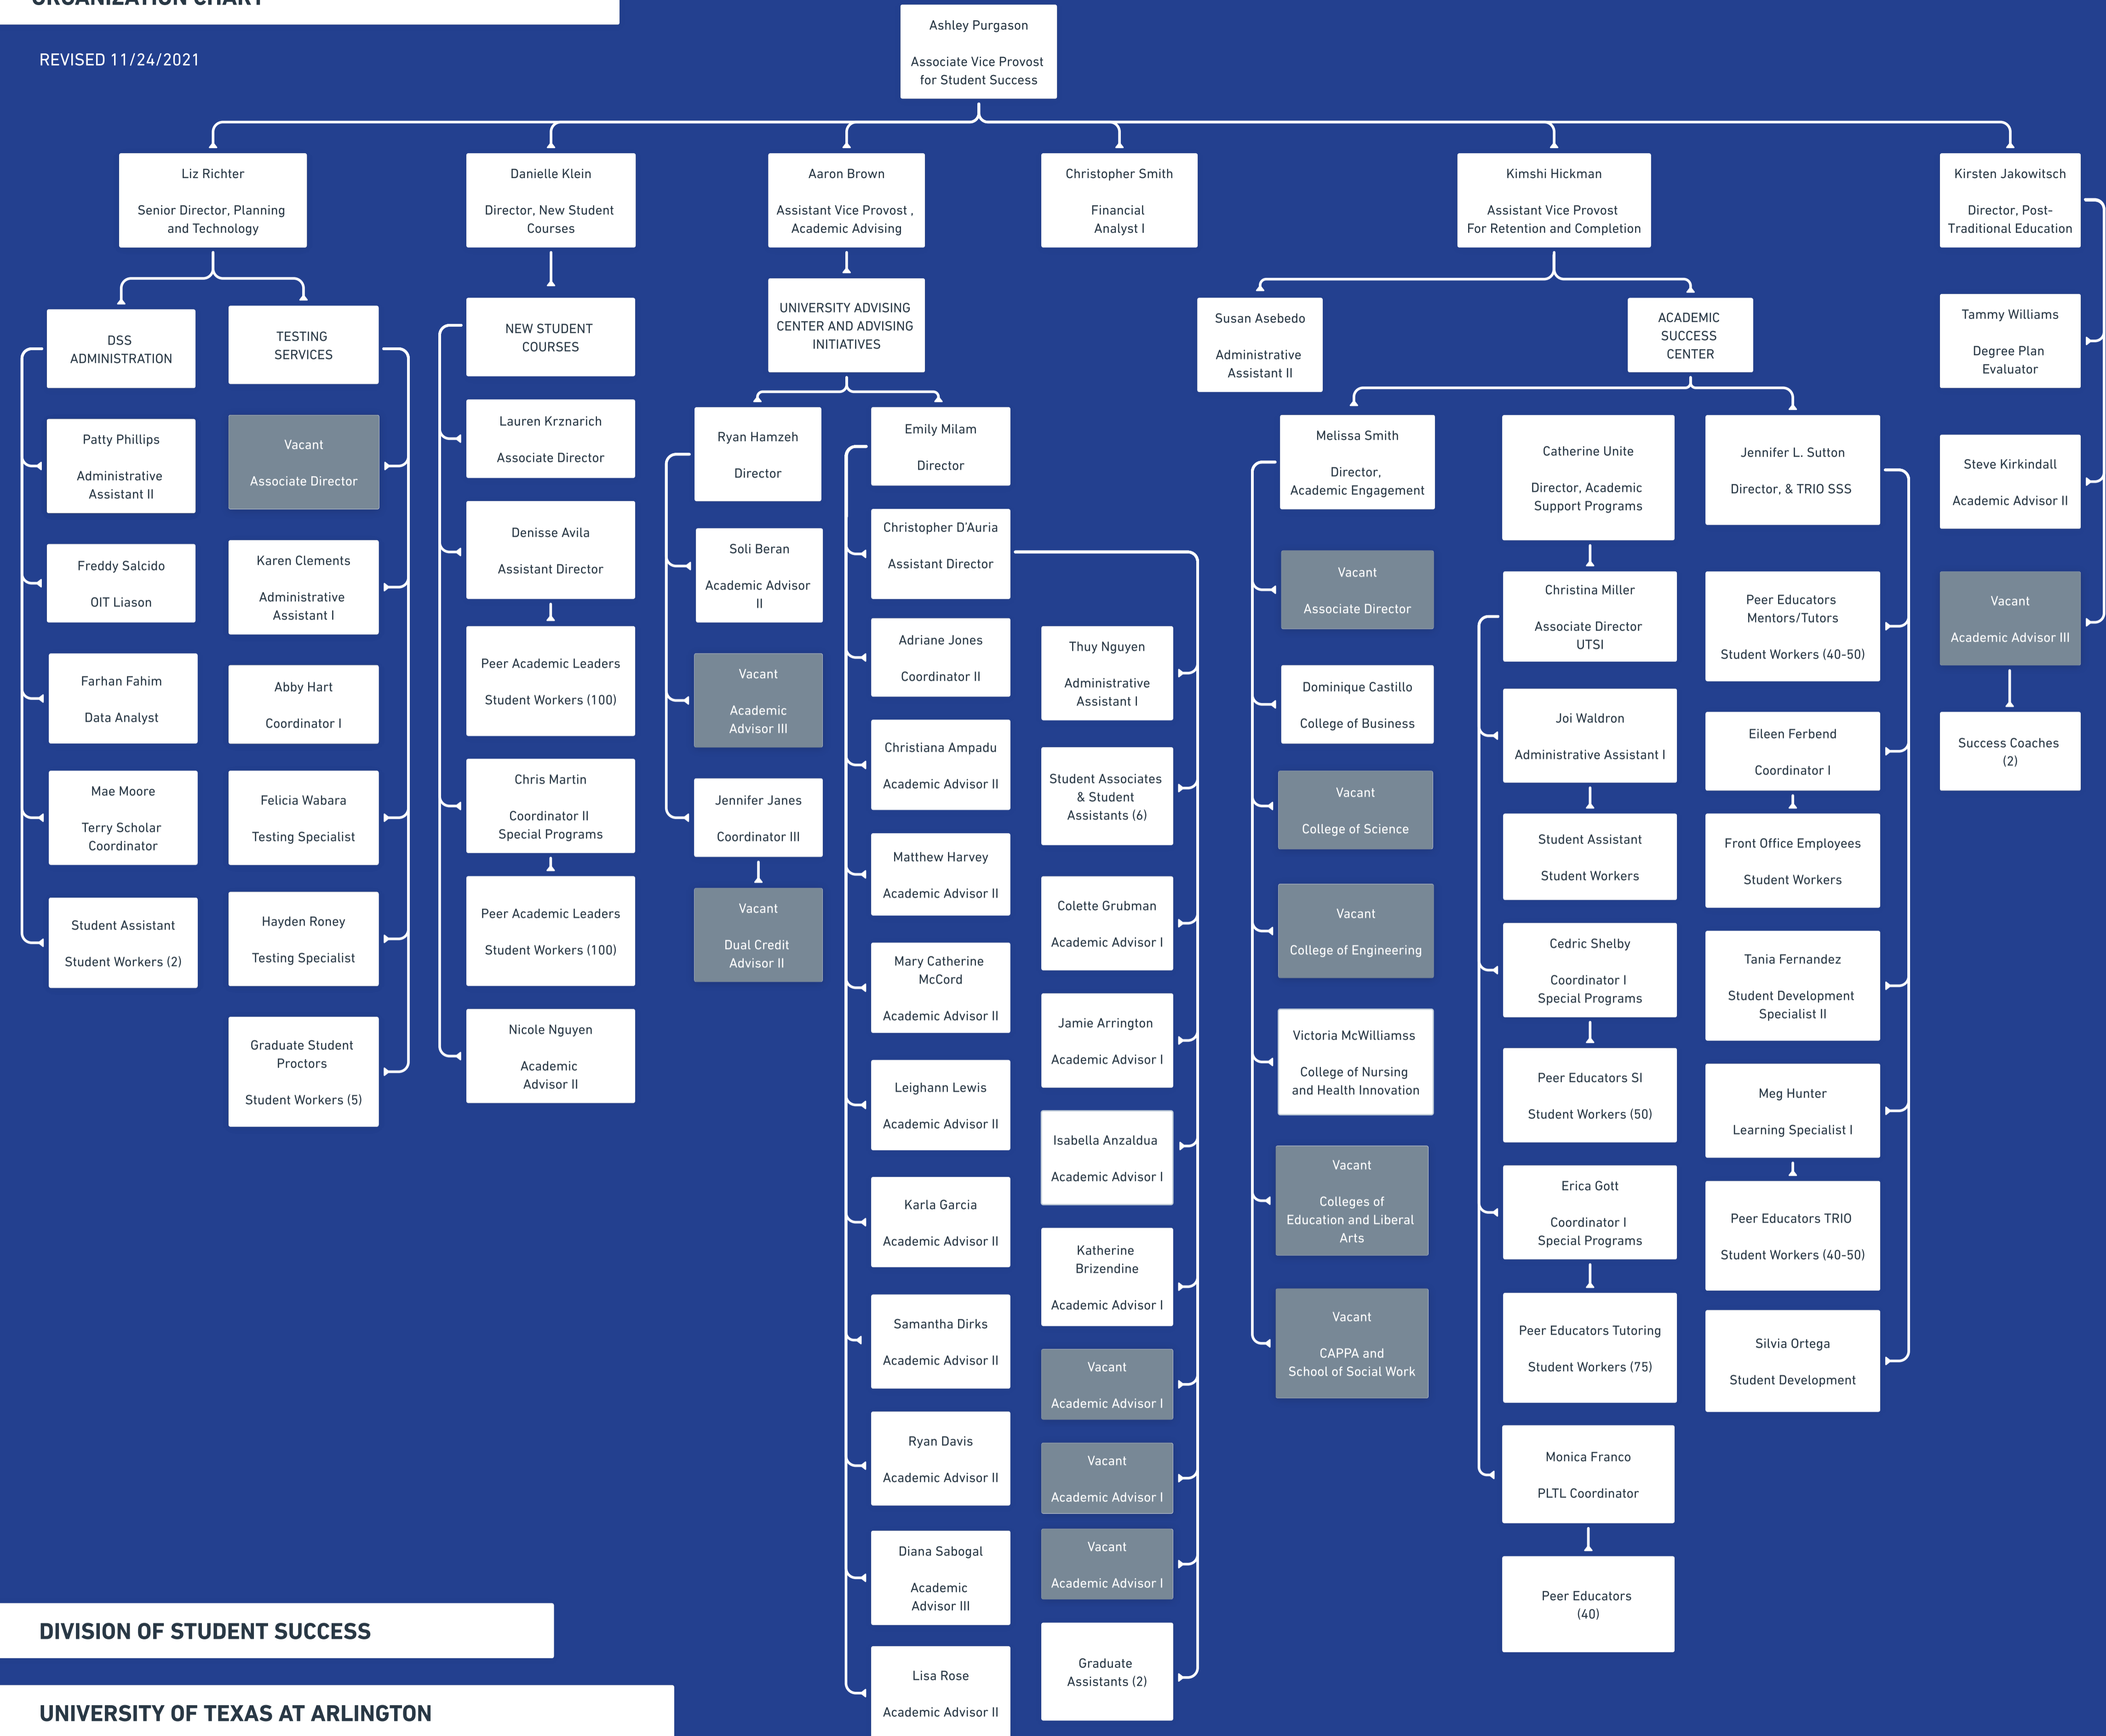 ORGANIZATION CHART
REVISED 11/24/2021
Ashley Purgason
Associate Vice Provost
for Student Success
Liz Richter
Senior Director, Planning
and Technology
Danielle Klein
Director, New Student
Courses
Aaron Brown
Assistant Vice Provost ,
Academic Advising
Christopher Smith
Financial
Analyst I
Kimshi Hickman
Assistant Vice Provost
For Retention and Completion
Kirsten Jakowitsch
Director, Post-
Traditional Education
DSS
ADMINISTRATION
Patty Phillips
Administrative
Assistant II
Freddy Salcido
OIT Liason
Farhan Fahim
Data Analyst
Mae Moore
Terry Scholar
Coordinator
Student Assistant
Student Workers (2)
TESTING
SERVICES
Vacant
Associate Director
Karen Clements
Administrative
Assistant I
Abby Hart
Coordinator I
Felicia Wabara
Testing Specialist
Hayden Roney
Testing Specialist
Graduate Student
Proctors
Student Workers (5)
NEW STUDENT
COURSES
Lauren Krznarich
Associate Director
Denisse Avila
Assistant Director
Peer Academic Leaders
Student Workers (100)
Chris Martin
Coordinator II
Special Programs
Peer Academic Leaders
Student Workers (100)
Nicole Nguyen
Academic
Advisor II
UNIVERSITY ADVISING
CENTER AND ADVISING
INITIATIVES
Ryan Hamzeh
Director
Soli Beran
Academic Advisor
II
Vacant
Academic
Advisor III
Jennifer Janes
Coordinator III
Vacant
Dual Credit
Advisor II
Emily Milam
Director
Christopher D'Auria
Assistant Director
Adriane Jones
Coordinator II
Christiana Ampadu
Academic Advisor II
Matthew Harvey
Academic Advisor II
Mary Catherine
McCord
Academic Advisor II
Leighann Lewis
Academic Advisor II
Karla Garcia
Academic Advisor II
Samantha Dirks
Academic Advisor II
Ryan Davis
Academic Advisor II
Diana Sabogal
Academic
Advisor III
Lisa Rose
Academic Advisor II
Thuy Nguyen
Administrative
Assistant I
Student Associates
& Student
Assistants (6)
Colette Grubman
Academic Advisor I
Jamie Arrington
Academic Advisor I
Isabella Anzaldua
Academic Advisor I
Katherine
Brizendine
Academic Advisor I
Vacant
Academic Advisor I
Vacant
Academic Advisor I
Vacant
Academic Advisor I
Graduate
Assistants (2)
Susan Asebedo
Administrative
Assistant II
ACADEMIC
SUCCESS
CENTER
Melissa Smith
Director,
Academic Engagement
Vacant
Associate Director
Dominique Castillo
College of Business
Vacant
College of Science
Vacant
College of Engineering
Victoria McWilliamss
College of Nursing
and Health Innovation
Vacant
Colleges of
Education and Liberal
Arts
Vacant
CAPPA and
School of Social Work
Catherine Unite
Director, Academic
Support Programs
Christina Miller
Associate Director
UTSI
Joi Waldron
Administrative Assistant I
Student Assistant
Student Workers
Cedric Shelby
Coordinator I
Special Programs
Peer Educators SI
Student Workers (50)
Erica Gott
Coordinator I
Special Programs
Peer Educators Tutoring
Student Workers (75)
Monica Franco
PLTL Coordinator
Peer Educators
(40)
Jennifer L. Sutton
Director, & TRIO SSS
Peer Educators
Mentors/Tutors
Student Workers (40-50)
Eileen Ferbend
Coordinator I
Front Office Employees
Student Workers
Tania Fernandez
Student Development
Specialist II
Meg Hunter
Learning Specialist I
Peer Educators TRIO
Student Workers (40-50)
Silvia Ortega
Student Development
Tammy Williams
Degree Plan
Evaluator
Steve Kirkindall
Academic Advisor II
Vacant
Academic Advisor III
Success Coaches
(2)
DIVISION OF STUDENT SUCCESS
UNIVERSITY OF TEXAS AT ARLINGTON